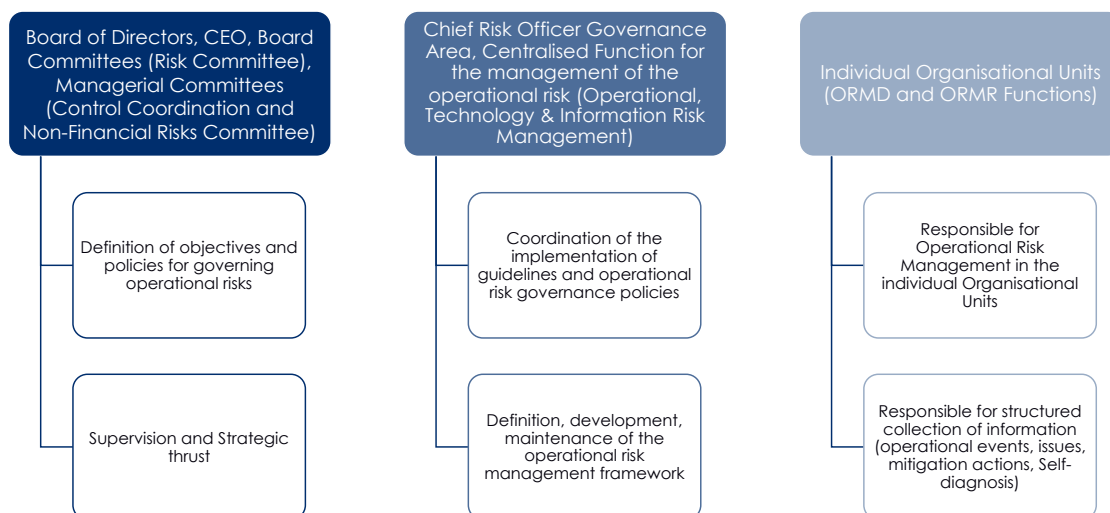 Board of Directors, CEO, Board
Committees (Risk Committee),
Managerial Committees
(Control Coordination and
Non-Financial Risks Committee)
Definition of objectives and
policies for governing
operational risks
Supervision and Strategic
thrust
Chief Risk Officer Governance
Area, Centralised Function for
the management of the
operational risk (Operational,
Technology & Information Risk
Management)
Coordination of the
implementation of
guidelines and operational
risk governance policies
Definition, development,
maintenance of the
operational risk
management framework
Individual Organisational Units
(ORMD and ORMR Functions)
Responsible for
Operational Risk
Management in the
individual Organisational
Units
Responsible for structured
collection of information
(operational events, issues,
mitigation actions, Self-
diagnosis)